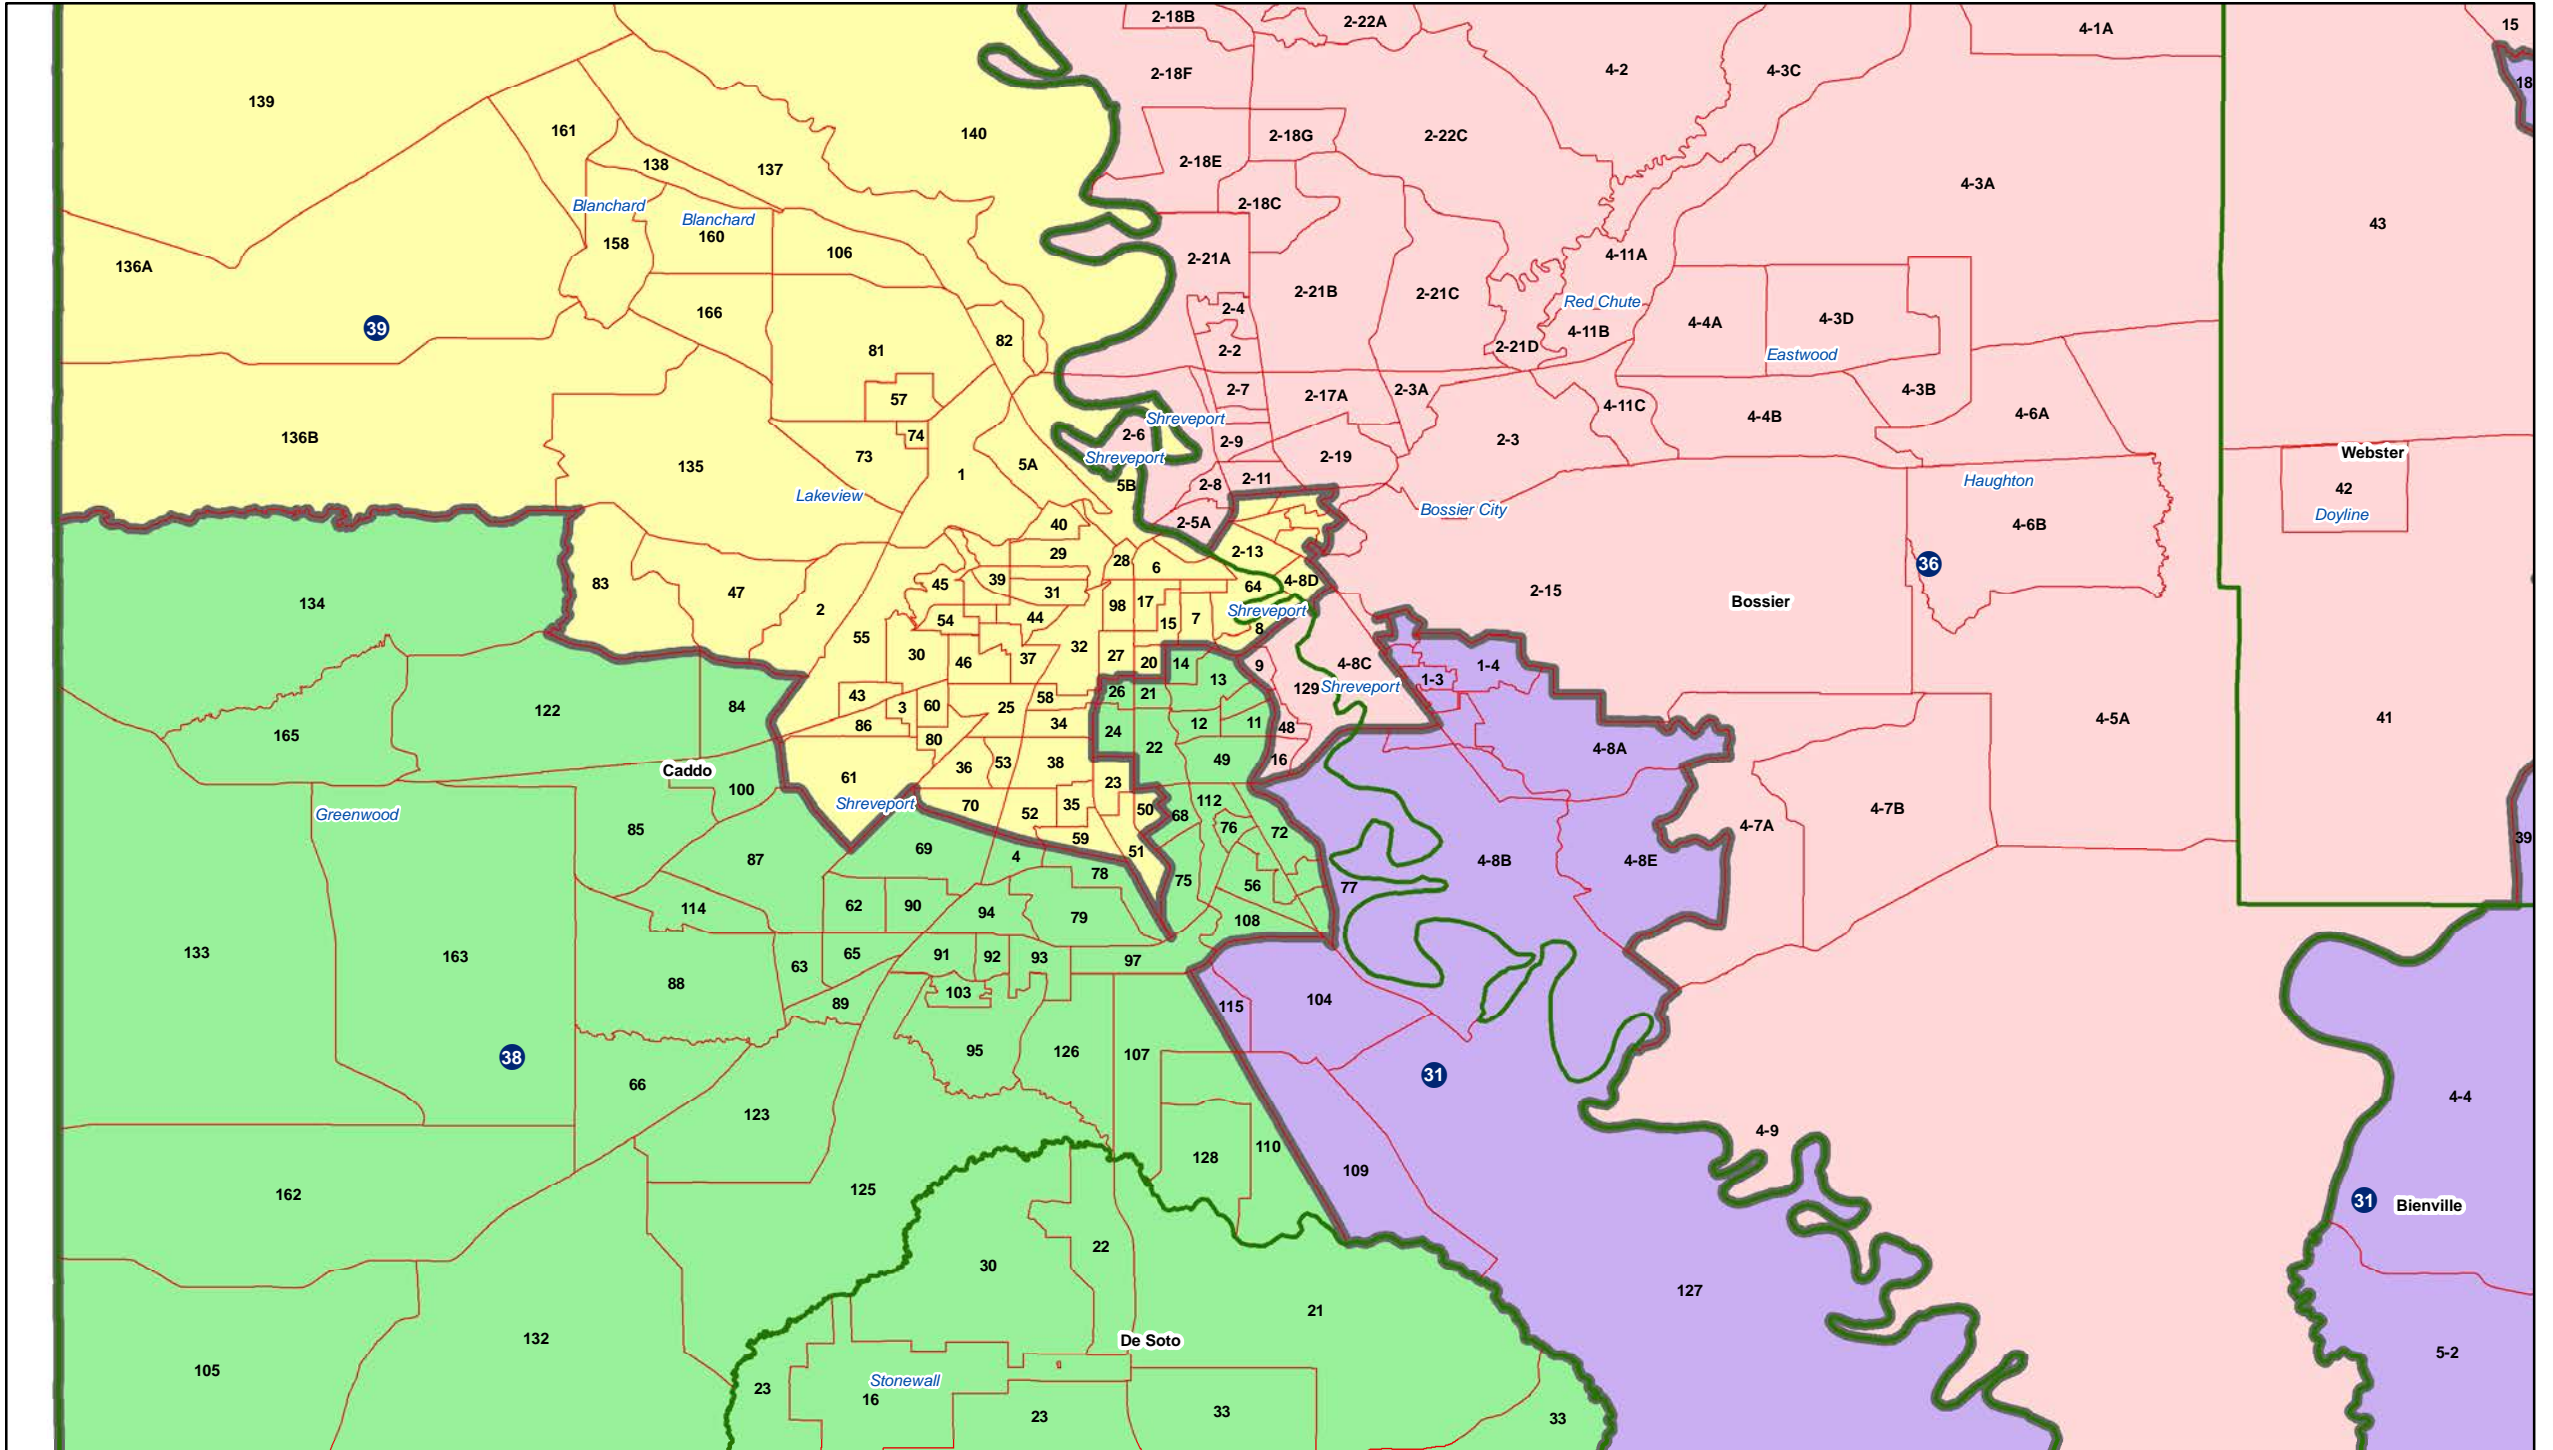 2-18B
2-22A
4-1A
15
139
2-18F
4-2
4-3C
18
161
140
2-18G
2-22C
138
137
2-18E
4-3A
Blanchard
Blanchard
2-18C
43
160
158
106
2-21A
4-11A
136A
2-21B
2-21C
Red Chute
166
2-4
4-4A
4-3D
39
4-11B
82
81
2-2
2-21D
Eastwood
57
2-7
2-17A
2-3A
4-3B
4-11C
4-4B
4-6A
Shreveport
136B
74
2-6
2-9
2-3
Webster
73
Shreveport
2-19
135
5A
1
Haughton
5B
2-8
2-11
42
Lakeview
Bossier City
Doyline
40
2-5A
4-6B
29
2-13
28
6
36
39
4-8D
83
45
31
64
47
2-15
Bossier
134
98
17
2
Shreveport
54
44
15
7
8
55
32
30
46
37
27
20
14
9
4-8C
1-4
13
1-3
129
Shreveport
26
21
43
58
3
60
25
122
84
4-5A
41
86
34
12
11
48
24
165
80
22
4-8A
53
38
49
16
36
Caddo
61
23
100
Shreveport
70
35
50
112
4-7B
Greenwood
52
68
4-7A
85
76
72
59
39
69
51
4
87
4-8B
4-8E
78
75
56
77
62
90
114
94
79
108
133
163
65
91
92
93
97
63
88
103
89
115
104
95
126
107
38
31
66
4-4
123
4-9
110
128
109
125
162
31
Bienville
22
30
127
21
132
De Soto
5-2
105
Stonewall
23
16
23
33
33